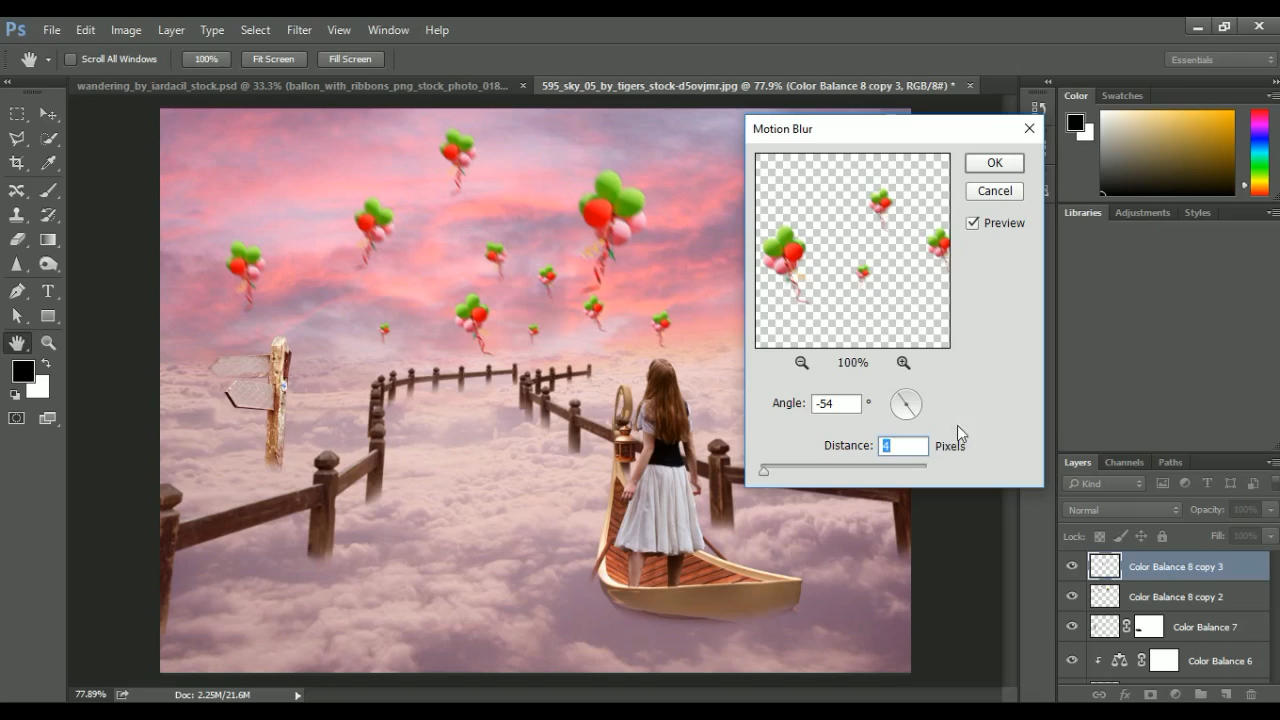 Ps File Edit Image Layer Type Select Filter View Window Help
Scroll All Windows 100% Fit Screen Fill Screen Essentials
wandering_by_iardacil_stock.psd @ 33.3% (ballon_with_ribbons_png_stock_photo_018... × 595_sky_05_by_tigers_stock-d5ovjmr.jpg @ 77.9% (Color Balance 8 copy 3, RGB/8#) * ×
Color Swatches
Motion Blur
OK
Cancel
Preview
100%
Angle: -54 °
Distance: 4 Pixels
Libraries Adjustments Styles
Layers Channels Paths
Kind
Normal Opacity: 100%
Lock: Fill: 100%
Color Balance 8 copy 3
Color Balance 8 copy 2
Color Balance 7
Color Balance 6
fx
77.89% Doc: 2.25M/21.6M